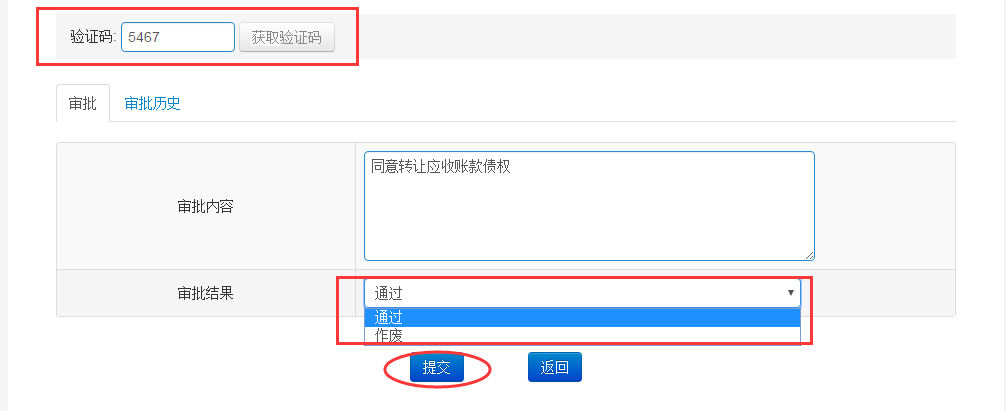 验证码: 5467 获取验证码
审批 审批历史
审批内容 同意转让应收账款债权
审批结果 通过
通过
作废
提交 返回